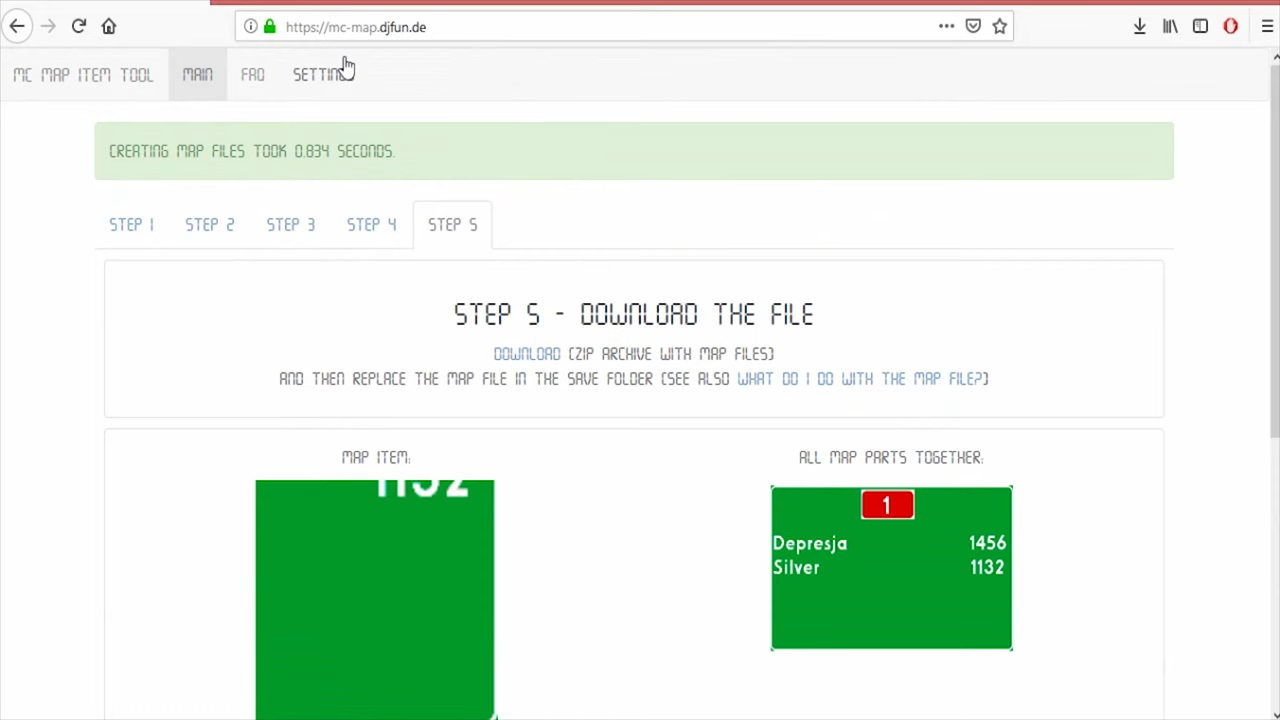 https://mc-map.djfun.de
MC MAP ITEM TOOL MAIN FAQ SETTINGS
CREATING MAP FILES TOOK 0.834 SECONDS.
STEP 1 STEP 2 STEP 3 STEP 4 STEP 5
STEP 5 - DOWNLOAD THE FILE
DOWNLOAD (ZIP ARCHIVE WITH MAP FILES)
AND THEN REPLACE THE MAP FILE IN THE SAVE FOLDER (SEE ALSO WHAT DO I DO WITH THE MAP FILE?)
MAP ITEM: ALL MAP PARTS TOGETHER:
1132
1
Depresja 1456
Silver 1132